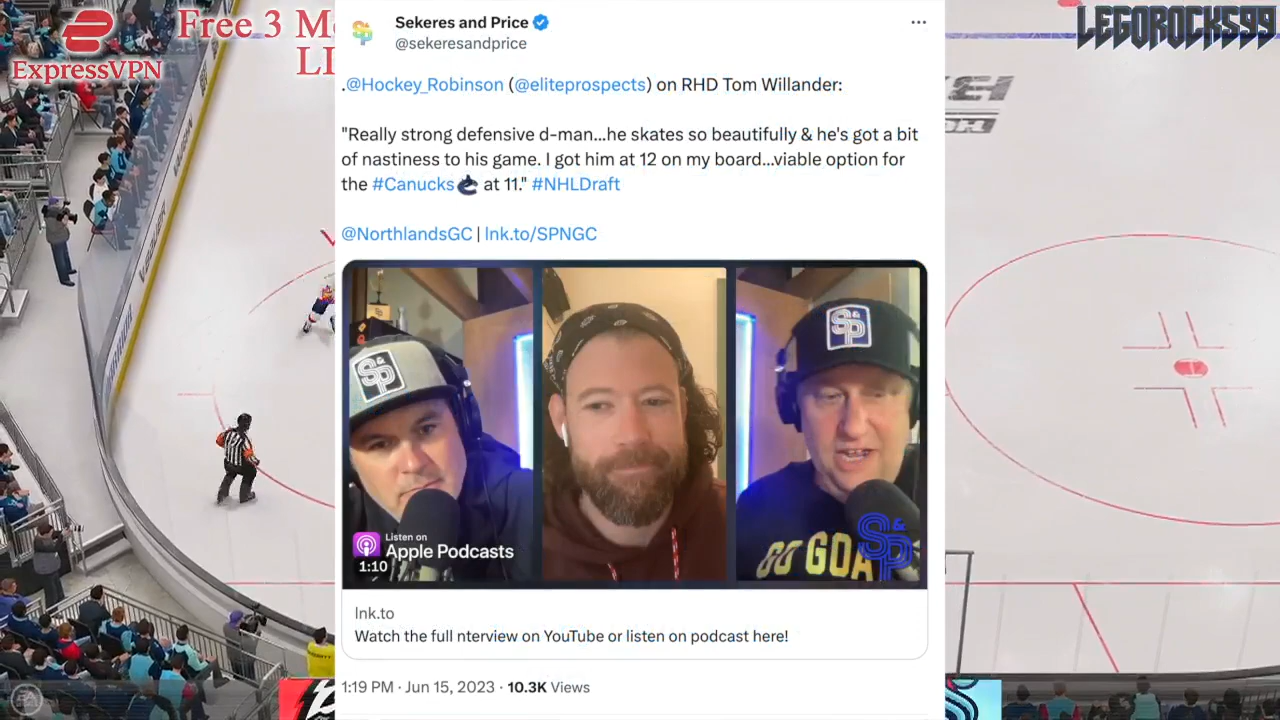 ExpressVPN
Free 3 M
LI
LEGOROCKS99
Sekeres and Price
@sekeresandprice
.@Hockey_Robinson (@eliteprospects) on RHD Tom Willander:
"Really strong defensive d-man...he skates so beautifully & he's got a bit
of nastiness to his game. I got him at 12 on my board...viable option for
the #Canucks at 11." #NHLDraft
@NorthlandsGC | lnk.to/SPNGC
S&P
S&P
GO GOA
S&P
Listen on
Apple Podcasts
1:10
lnk.to
Watch the full nterview on YouTube or listen on podcast here!
1:19 PM · Jun 15, 2023 · 10.3K Views
EA